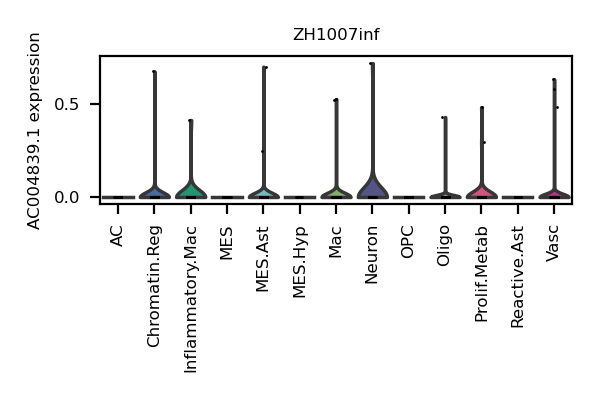 ZH1007inf
AC004839.1 expression
0.5
0.0
AC
Chromatin.Reg
Inflammatory.Mac
MES
MES.Ast
MES.Hyp
Mac
Neuron
OPC
Oligo
Prolif.Metab
Reactive.Ast
Vasc